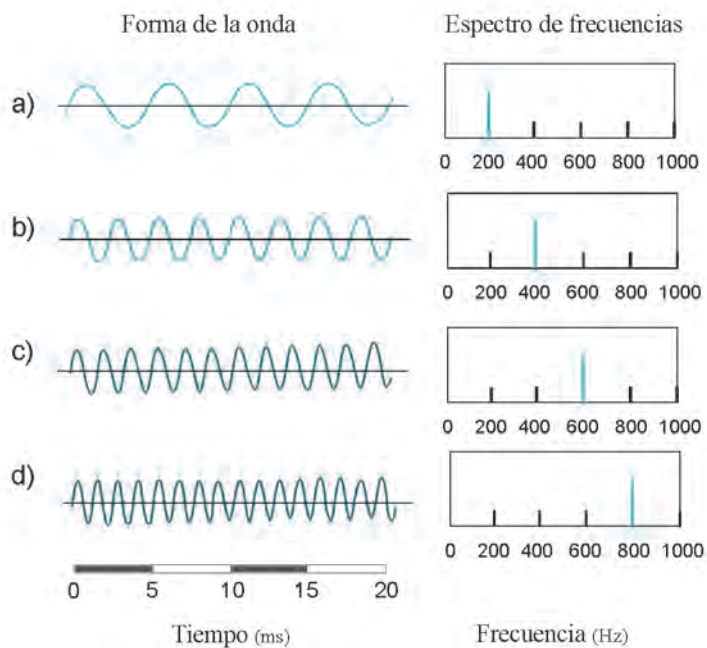 Forma de la onda Espectro de frecuencias
a)
0 200 400 600 800 1000
b)
0 200 400 600 800 1000
c)
0 200 400 600 800 1000
d)
0 200 400 600 800 1000
0 5 10 15 20
Tiempo (ms) Frecuencia (Hz)